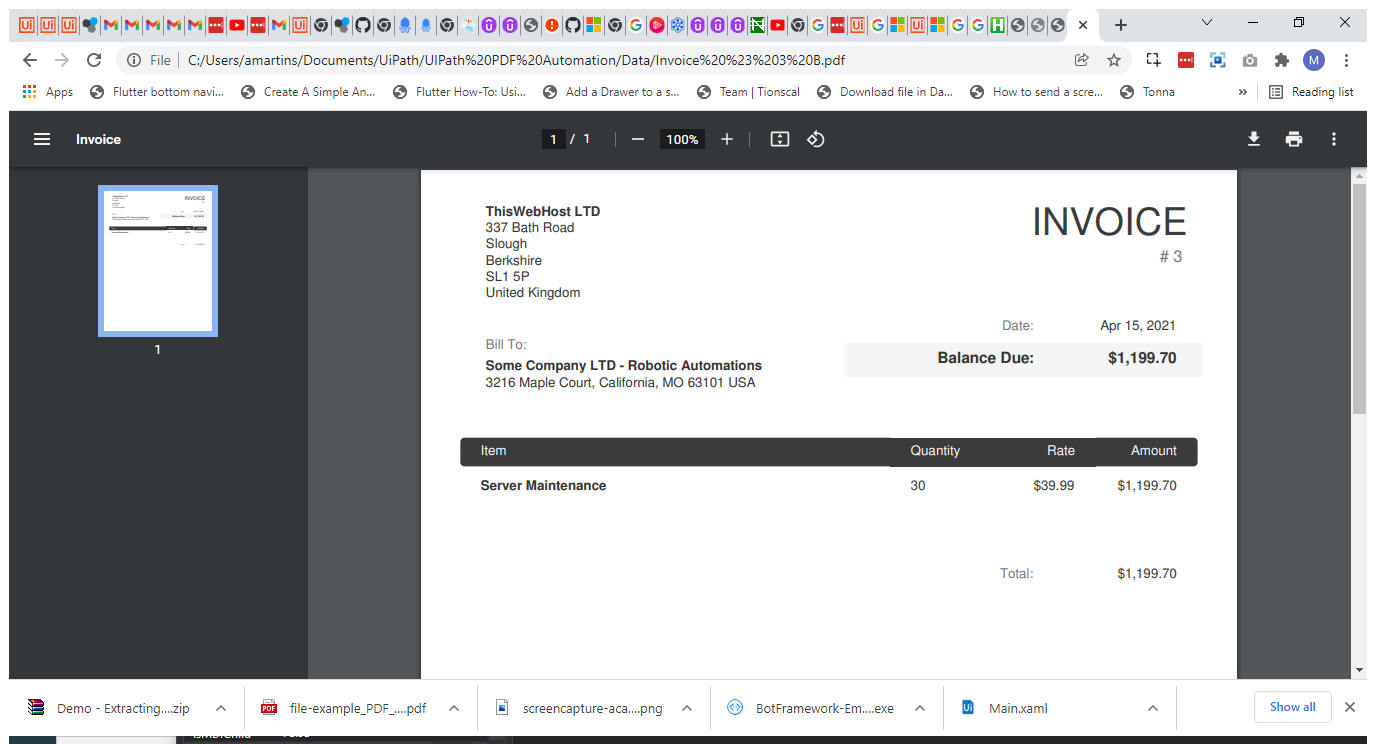 File
C:/Users/amartins/Documents/UiPath/UIPath%20PDF%20Automation/Data/Invoice%20%23%203%20B.pdf
M
Apps
Flutter bottom navi...
Create A Simple An...
Flutter How-To: Usi...
Add a Drawer to a s...
Team | Tionscal
Download file in Da...
How to send a scre...
Tonna
»
Reading list
Invoice
1 / 1
100%
1
ThisWebHost LTD
337 Bath Road
Slough
Berkshire
SL1 5P
United Kingdom
INVOICE
# 3
Date: Apr 15, 2021
Balance Due: $1,199.70
Bill To:
Some Company LTD - Robotic Automations
3216 Maple Court, California, MO 63101 USA
Item Quantity Rate Amount
Server Maintenance 30 $39.99 $1,199.70
Total: $1,199.70
Demo - Extracting....zip
file-example_PDF_....pdf
screencapture-aca....png
BotFramework-Em....exe
Main.xaml
Show all